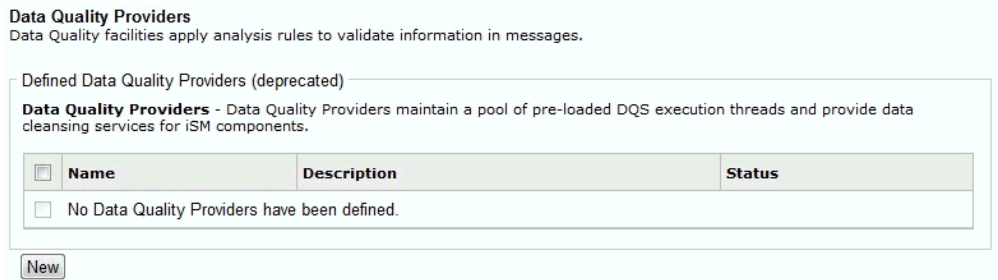 Data Quality Providers
Data Quality facilities apply analysis rules to validate information in messages.
Defined Data Quality Providers (deprecated)
Data Quality Providers - Data Quality Providers maintain a pool of pre-loaded DQS execution threads and provide data
cleansing services for iSM components.
Name Description Status
No Data Quality Providers have been defined.
New